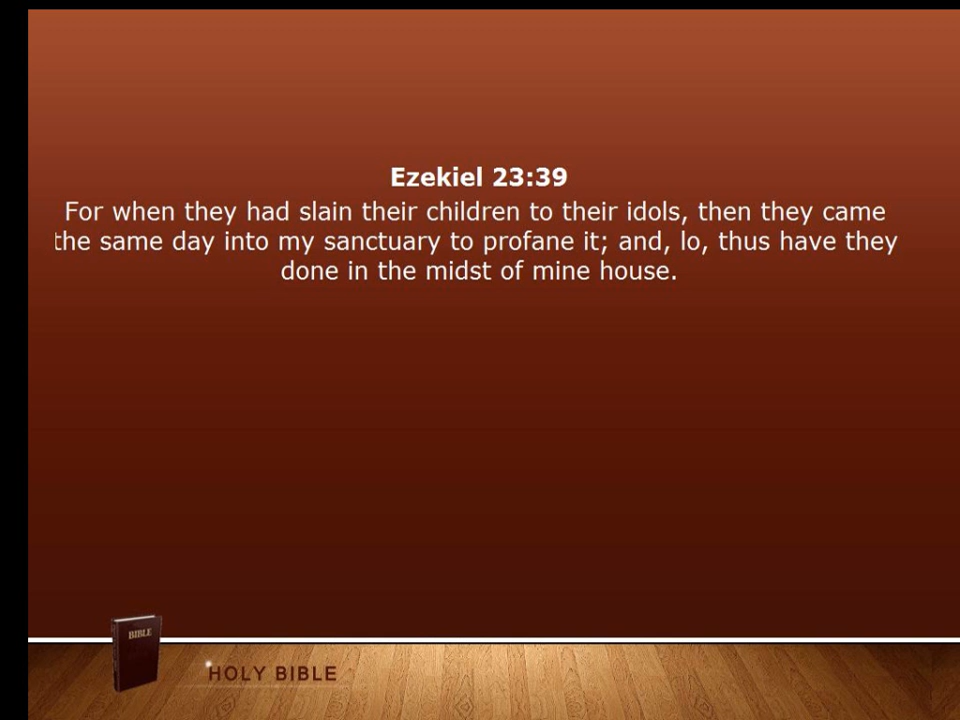 Ezekiel 23:39
For when they had slain their children to their idols, then they came
the same day into my sanctuary to profane it; and, lo, thus have they
done in the midst of mine house.
BIBLE
HOLY BIBLE